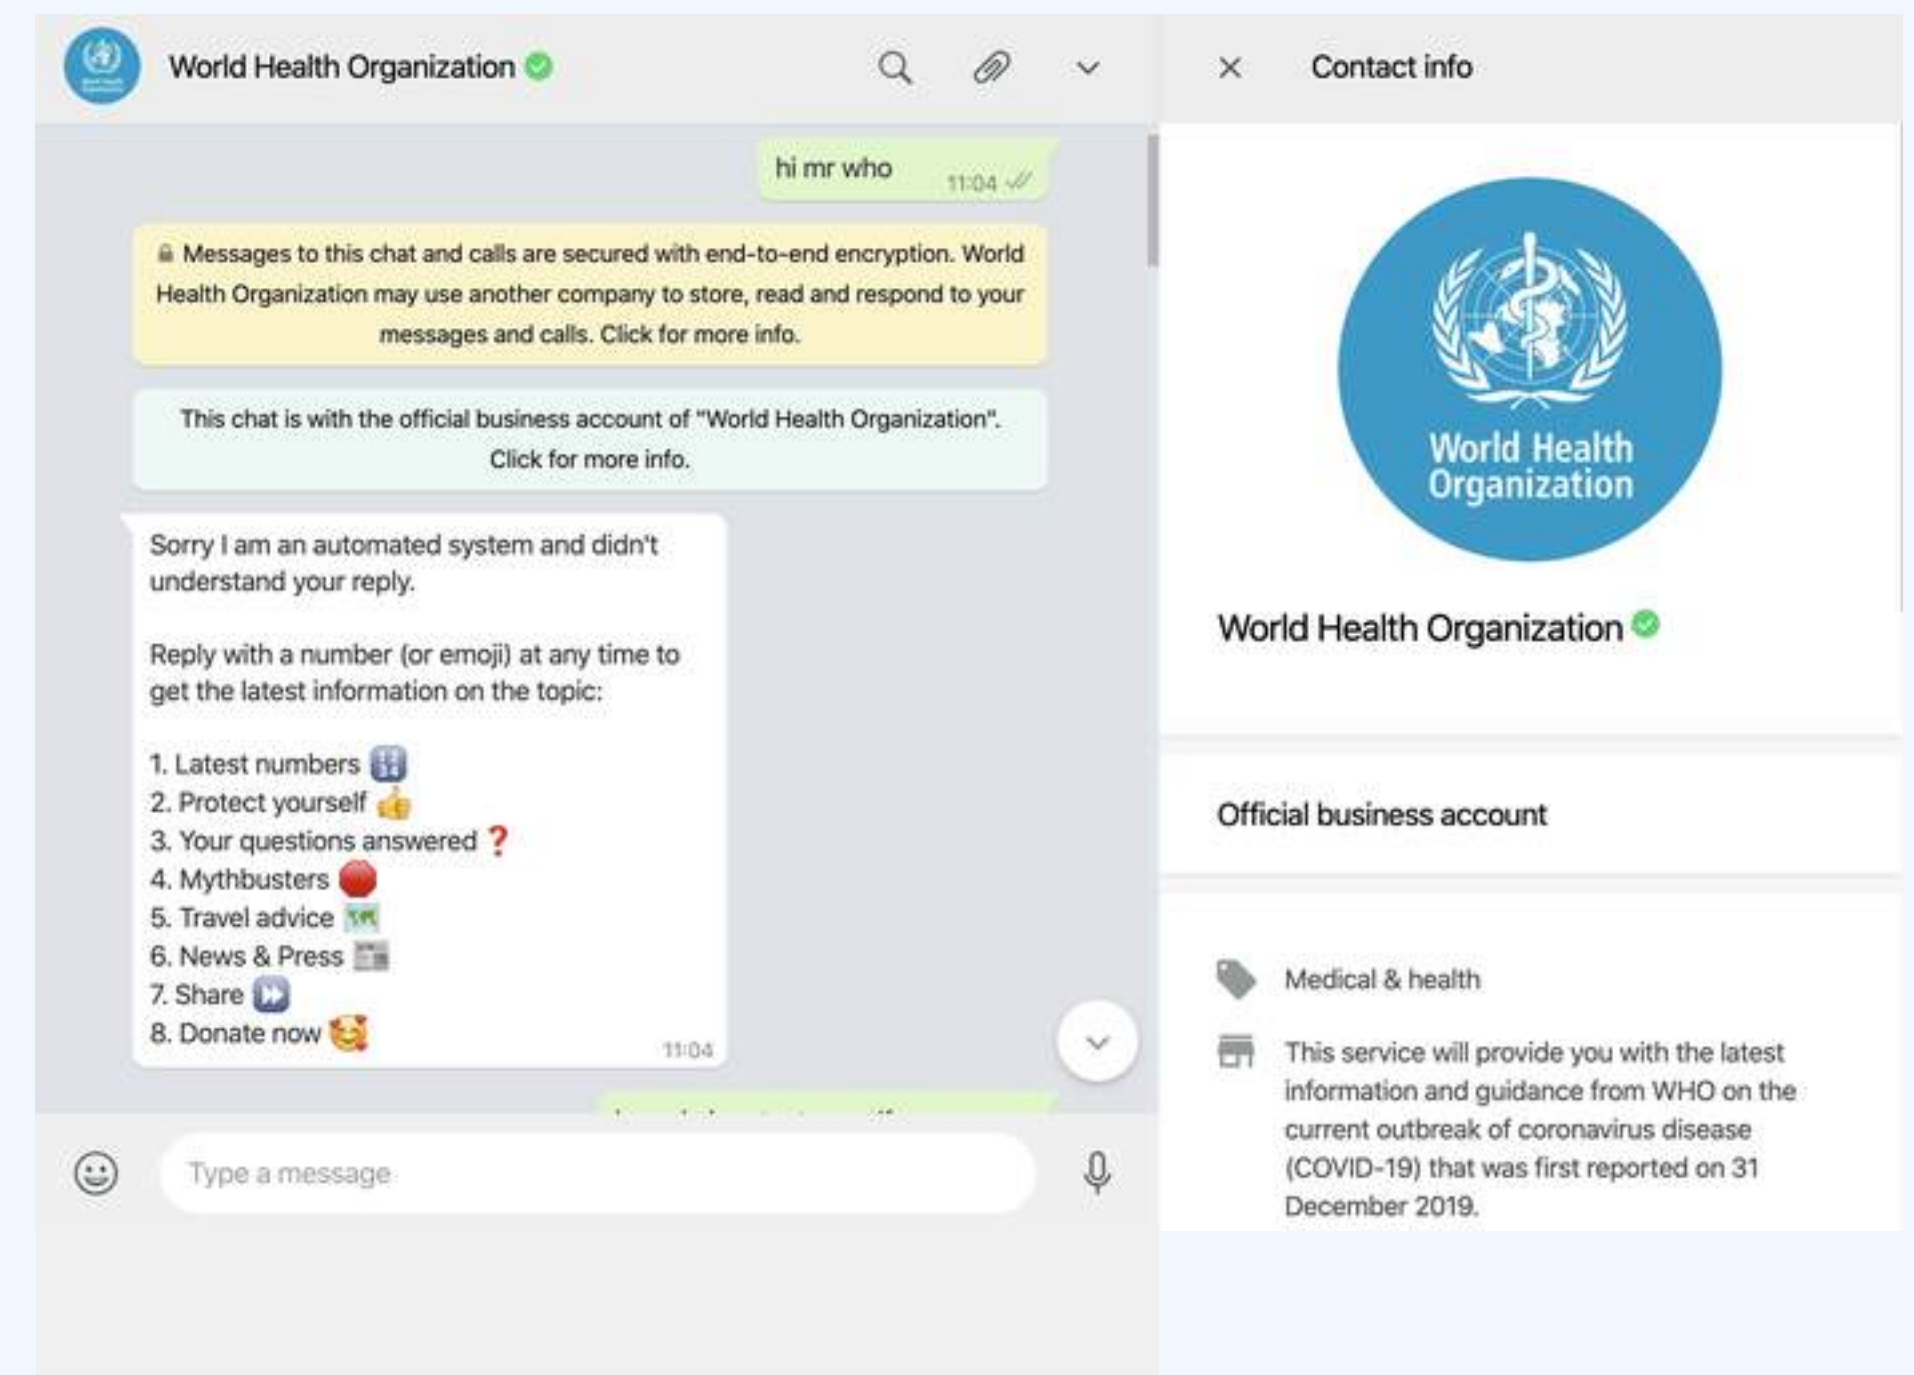 World Health Organization
hi mr who
11:04
Messages to this chat and calls are secured with end-to-end encryption. World
Health Organization may use another company to store, read and respond to your
messages and calls. Click for more info.
This chat is with the official business account of "World Health Organization".
Click for more info.
Sorry I am an automated system and didn't
understand your reply.
Reply with a number (or emoji) at any time to
get the latest information on the topic:
1. Latest numbers 🔢
2. Protect yourself 👍
3. Your questions answered ❓
4. Mythbusters 🛑
5. Travel advice 🗺️
6. News & Press 📰
7. Share ⏩
8. Donate now 🥰
11:04
Type a message
Contact info
World Health
Organization
World Health Organization
Official business account
Medical & health
This service will provide you with the latest
information and guidance from WHO on the
current outbreak of coronavirus disease
(COVID-19) that was first reported on 31
December 2019.